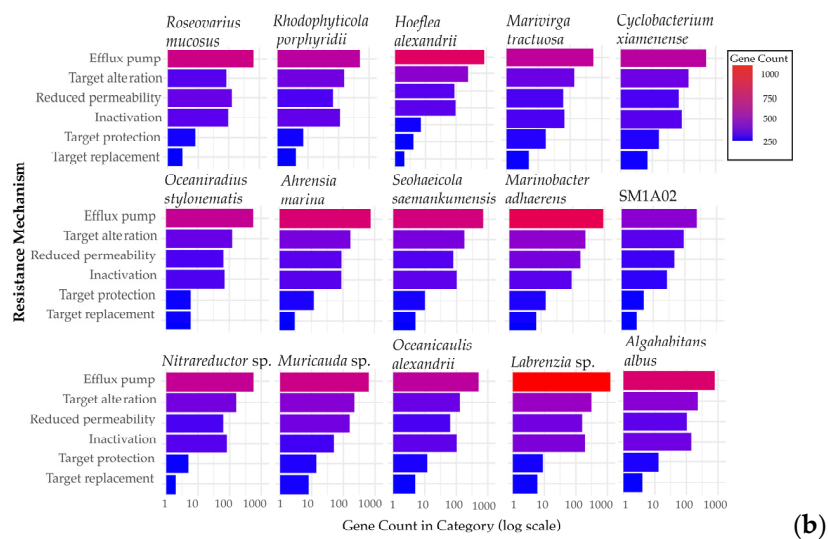 Roseovarius mucosus
Rhodophyticola porphyridii
Hoeflea alexandrii
Marivirga tractuosa
Cyclobacterium xiamenense
Efflux pump
Target alteration
Reduced permeability
Inactivation
Target protection
Target replacement
Gene Count
1000
750
500
250
Resistance Mechanism
Oceaniradius stylonematis
Ahrensia marina
Seohaeicola saemankumensis
Marinobacter adhaerens
SM1A02
Efflux pump
Target alteration
Reduced permeability
Inactivation
Target protection
Target replacement
Nitrareductor sp.
Muricauda sp.
Oceanicaulis alexandrii
Labrenzia sp.
Algahabitans albus
Efflux pump
Target alteration
Reduced permeability
Inactivation
Target protection
Target replacement
1 10 100 1000
1 10 100 1000
1 10 100 1000
1 10 100 1000
1 10 100 1000
Gene Count in Category (log scale)
(b)